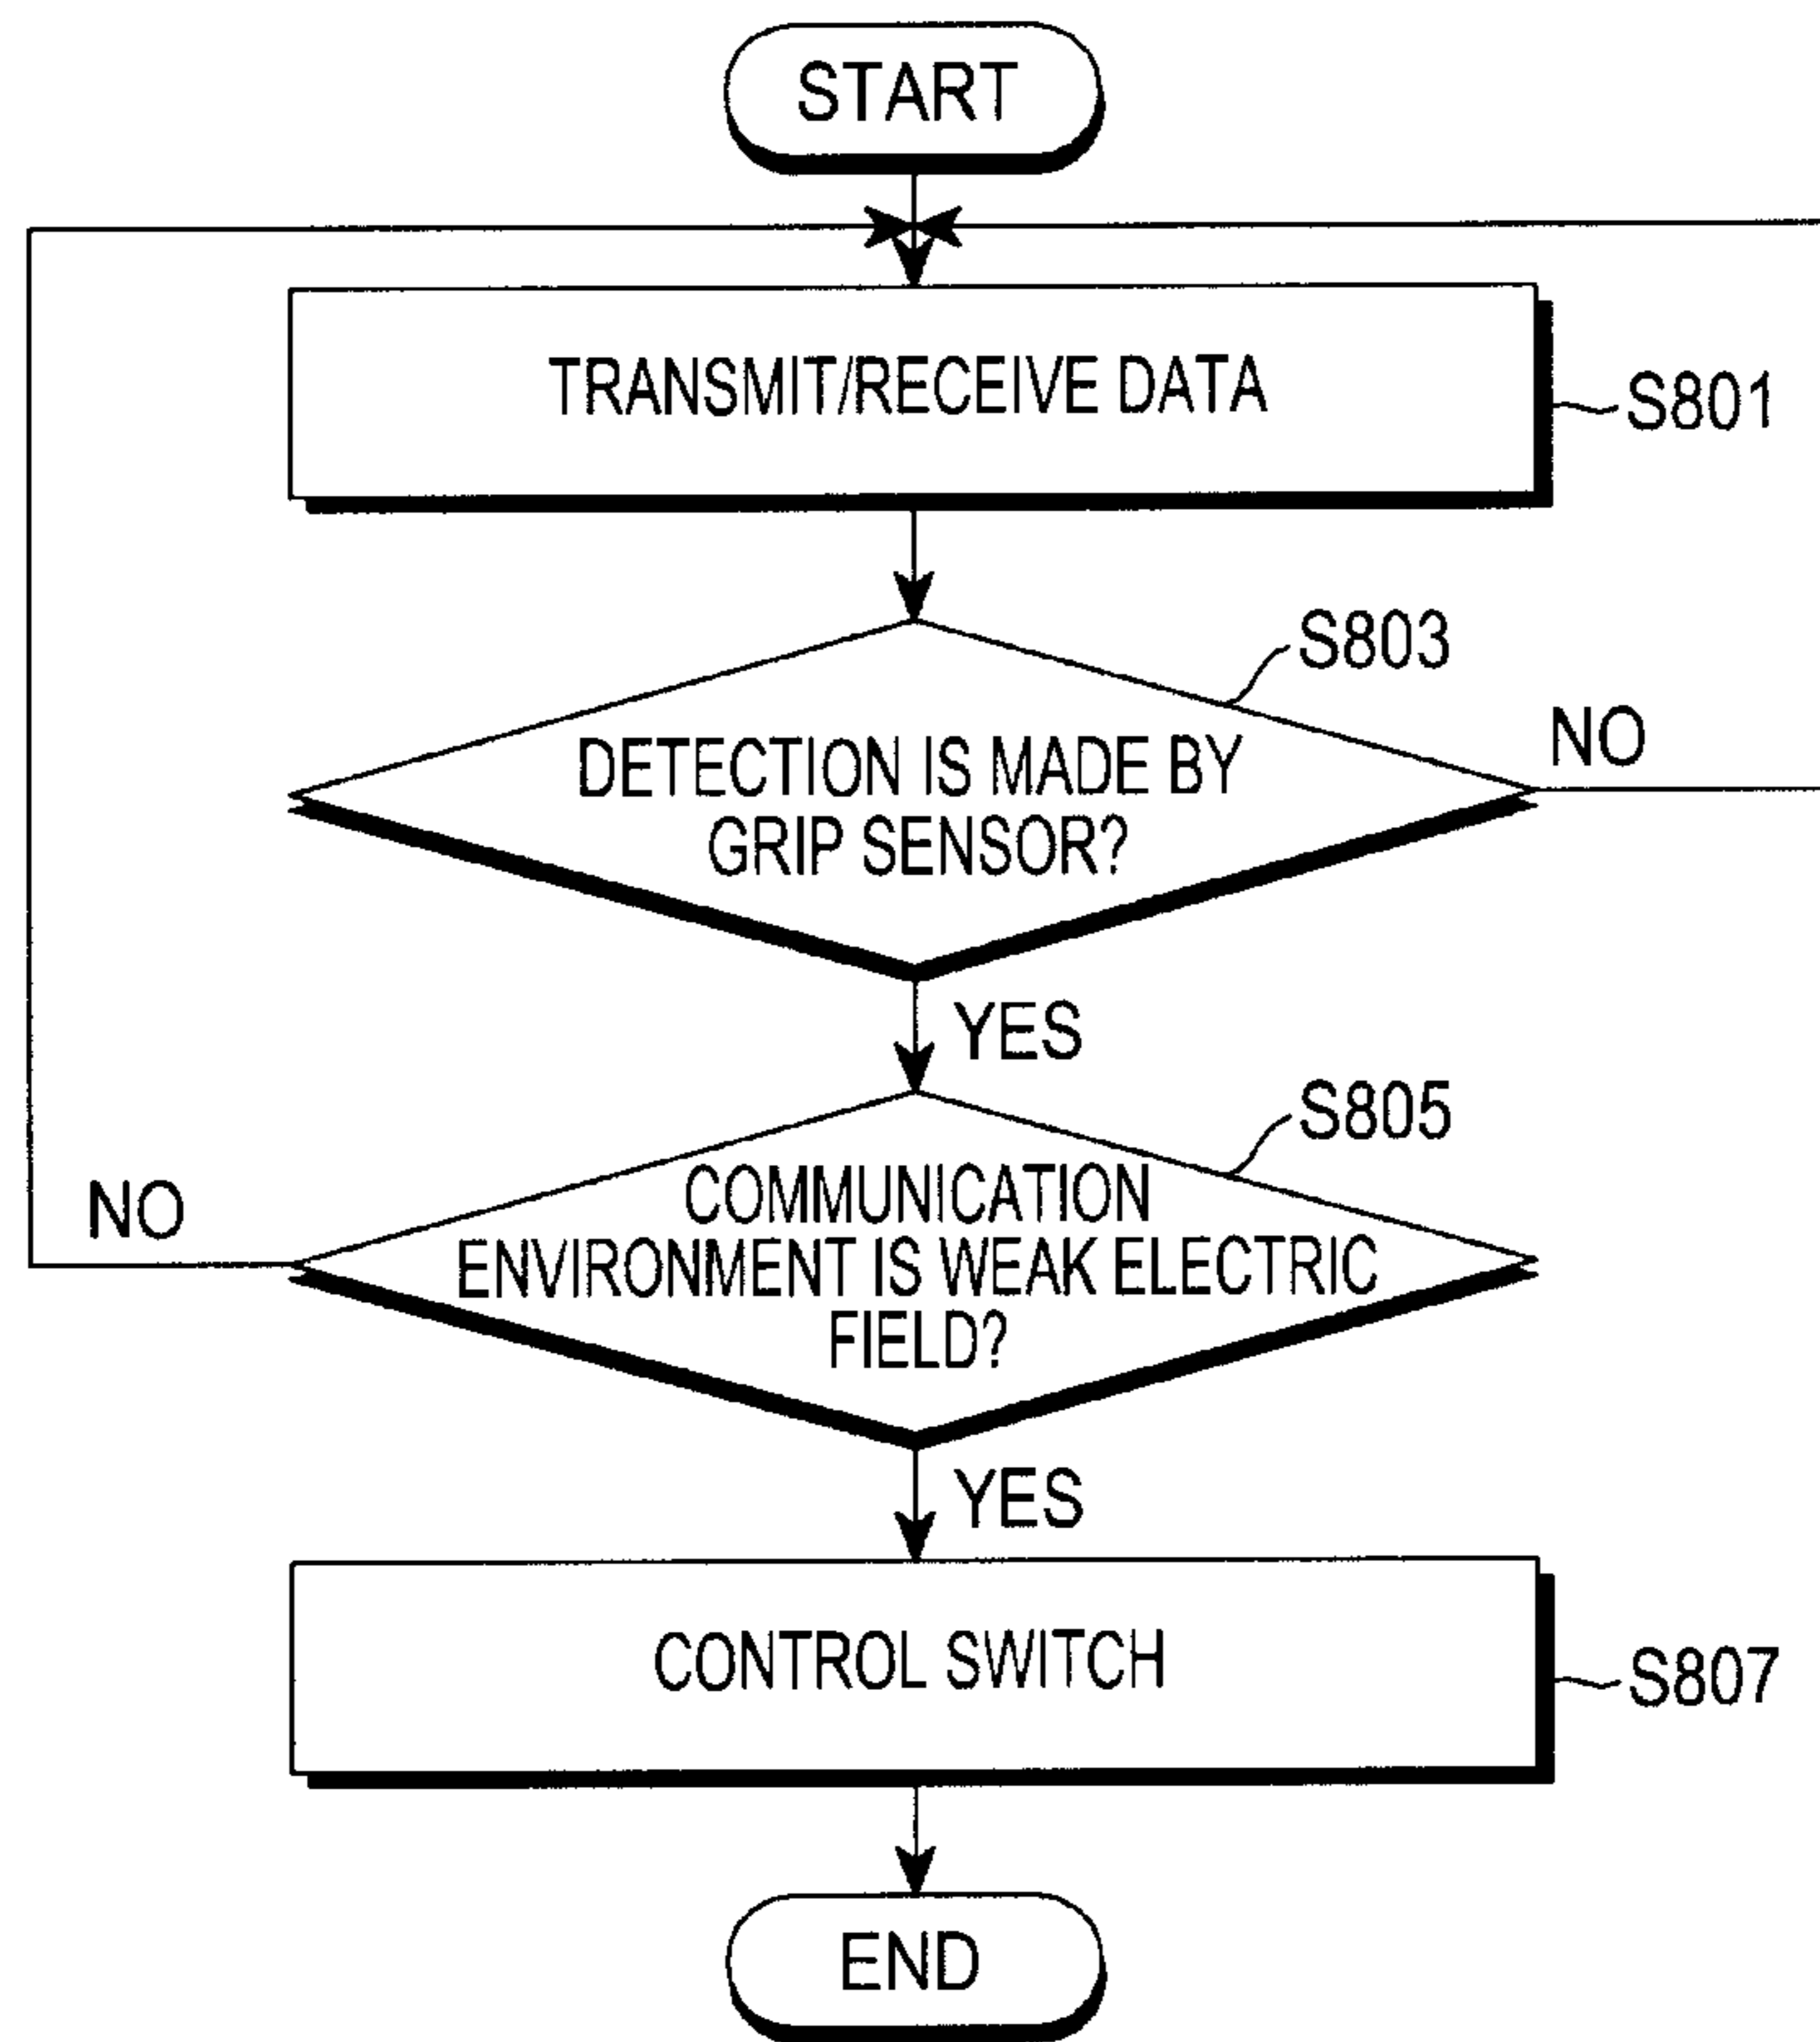 START
TRANSMIT/RECEIVE DATA
S801
S803
DETECTION IS MADE BY
GRIP SENSOR?
NO
YES
S805
COMMUNICATION
ENVIRONMENT IS WEAK ELECTRIC
FIELD?
NO
YES
CONTROL SWITCH
S807
END